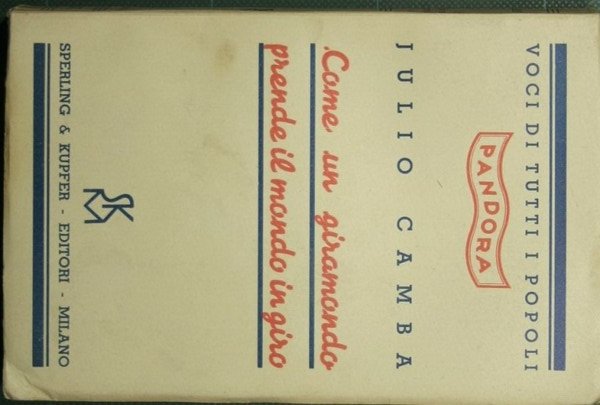 VOCI DI TUTTI I POPOLI
PANDORA
JULIO CAMBA
Come un giramondo
prende il mondo in giro
SK
SPERLING & KUPFER - EDITORI - MILANO